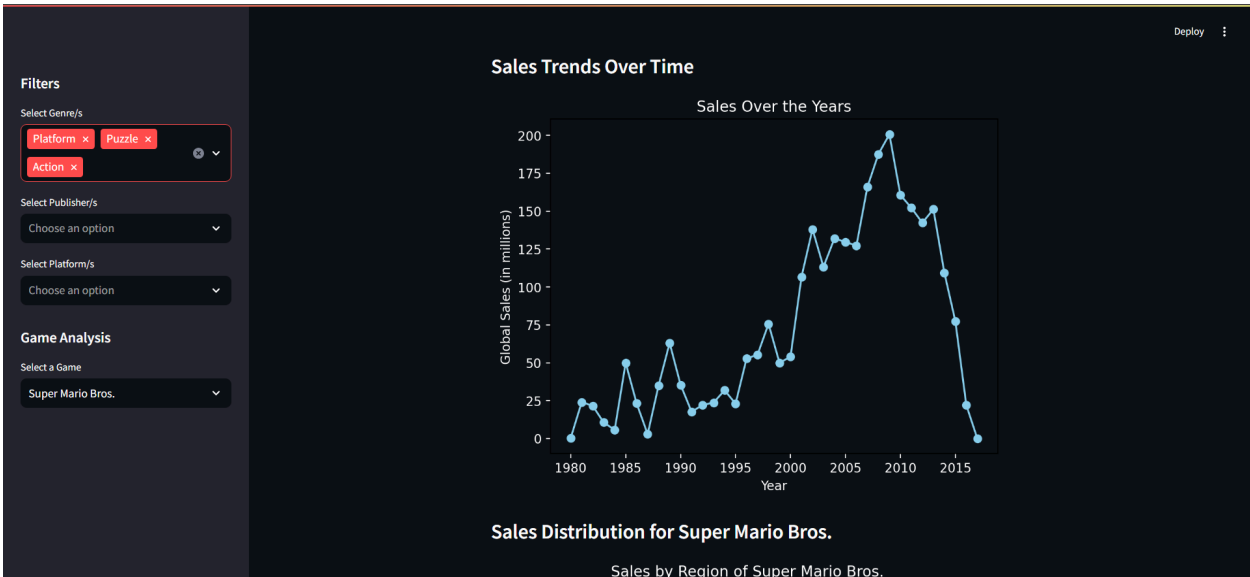 Deploy
Filters
Select Genre/s
Platform ×
Puzzle ×
Action ×
Select Publisher/s
Choose an option
Select Platform/s
Choose an option
Game Analysis
Select a Game
Super Mario Bros.
Sales Trends Over Time
Sales Over the Years
Global Sales (in millions)
200
175
150
125
100
75
50
25
0
1980 1985 1990 1995 2000 2005 2010 2015
Year
Sales Distribution for Super Mario Bros.
Sales by Region of Super Mario Bros.